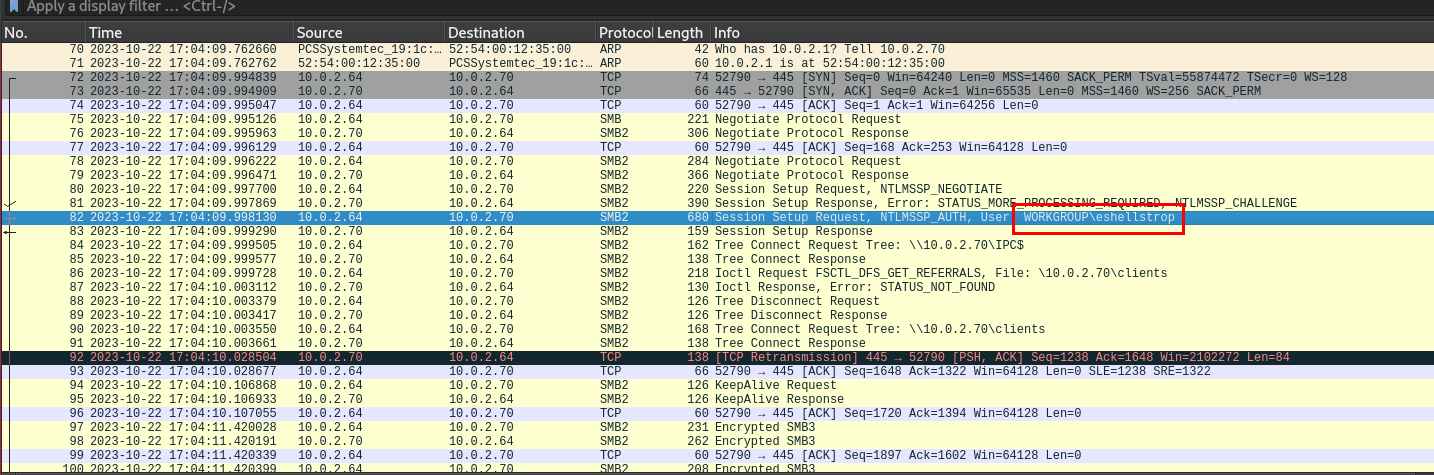 Apply a display filter … <Ctrl-/>
No. Time Source Destination Protocol Length Info
70 2023-10-22 17:04:09.762660 PCSSystemtec_19:1c:… 52:54:00:12:35:00 ARP 42 Who has 10.0.2.1? Tell 10.0.2.70
71 2023-10-22 17:04:09.762762 52:54:00:12:35:00 PCSSystemtec_19:1c:… ARP 60 10.0.2.1 is at 52:54:00:12:35:00
72 2023-10-22 17:04:09.994839 10.0.2.64 10.0.2.70 TCP 74 52790 → 445 [SYN] Seq=0 Win=64240 Len=0 MSS=1460 SACK_PERM TSval=55874472 TSecr=0 WS=128
73 2023-10-22 17:04:09.994909 10.0.2.70 10.0.2.64 TCP 66 445 → 52790 [SYN, ACK] Seq=0 Ack=1 Win=65535 Len=0 MSS=1460 WS=256 SACK_PERM
74 2023-10-22 17:04:09.995047 10.0.2.64 10.0.2.70 TCP 60 52790 → 445 [ACK] Seq=1 Ack=1 Win=64256 Len=0
75 2023-10-22 17:04:09.995126 10.0.2.64 10.0.2.70 SMB 221 Negotiate Protocol Request
76 2023-10-22 17:04:09.995963 10.0.2.70 10.0.2.64 SMB2 306 Negotiate Protocol Response
77 2023-10-22 17:04:09.996129 10.0.2.64 10.0.2.70 TCP 60 52790 → 445 [ACK] Seq=168 Ack=253 Win=64128 Len=0
78 2023-10-22 17:04:09.996222 10.0.2.64 10.0.2.70 SMB2 284 Negotiate Protocol Request
79 2023-10-22 17:04:09.996471 10.0.2.70 10.0.2.64 SMB2 366 Negotiate Protocol Response
80 2023-10-22 17:04:09.997700 10.0.2.64 10.0.2.70 SMB2 220 Session Setup Request, NTLMSSP_NEGOTIATE
81 2023-10-22 17:04:09.997869 10.0.2.70 10.0.2.64 SMB2 390 Session Setup Response, Error: STATUS_MORE_PROCESSING_REQUIRED, NTLMSSP_CHALLENGE
82 2023-10-22 17:04:09.998130 10.0.2.64 10.0.2.70 SMB2 680 Session Setup Request, NTLMSSP_AUTH, User WORKGROUP\eshellstrop
83 2023-10-22 17:04:09.999290 10.0.2.70 10.0.2.64 SMB2 159 Session Setup Response
84 2023-10-22 17:04:09.999505 10.0.2.64 10.0.2.70 SMB2 162 Tree Connect Request Tree: \\10.0.2.70\IPC$
85 2023-10-22 17:04:09.999577 10.0.2.70 10.0.2.64 SMB2 138 Tree Connect Response
86 2023-10-22 17:04:09.999728 10.0.2.64 10.0.2.70 SMB2 218 Ioctl Request FSCTL_DFS_GET_REFERRALS, File: \10.0.2.70\clients
87 2023-10-22 17:04:10.003112 10.0.2.70 10.0.2.64 SMB2 130 Ioctl Response, Error: STATUS_NOT_FOUND
88 2023-10-22 17:04:10.003379 10.0.2.64 10.0.2.70 SMB2 126 Tree Disconnect Request
89 2023-10-22 17:04:10.003417 10.0.2.70 10.0.2.64 SMB2 126 Tree Disconnect Response
90 2023-10-22 17:04:10.003550 10.0.2.64 10.0.2.70 SMB2 168 Tree Connect Request Tree: \\10.0.2.70\clients
91 2023-10-22 17:04:10.003661 10.0.2.70 10.0.2.64 SMB2 138 Tree Connect Response
92 2023-10-22 17:04:10.028504 10.0.2.70 10.0.2.64 TCP 138 [TCP Retransmission] 445 → 52790 [PSH, ACK] Seq=1238 Ack=1648 Win=2102272 Len=84
93 2023-10-22 17:04:10.028677 10.0.2.64 10.0.2.70 TCP 66 52790 → 445 [ACK] Seq=1648 Ack=1322 Win=64128 Len=0 SLE=1238 SRE=1322
94 2023-10-22 17:04:10.106868 10.0.2.64 10.0.2.70 SMB2 126 KeepAlive Request
95 2023-10-22 17:04:10.106933 10.0.2.70 10.0.2.64 SMB2 126 KeepAlive Response
96 2023-10-22 17:04:10.107055 10.0.2.64 10.0.2.70 TCP 60 52790 → 445 [ACK] Seq=1720 Ack=1394 Win=64128 Len=0
97 2023-10-22 17:04:11.420028 10.0.2.64 10.0.2.70 SMB2 231 Encrypted SMB3
98 2023-10-22 17:04:11.420191 10.0.2.70 10.0.2.64 SMB2 262 Encrypted SMB3
99 2023-10-22 17:04:11.420339 10.0.2.64 10.0.2.70 TCP 60 52790 → 445 [ACK] Seq=1897 Ack=1602 Win=64128 Len=0
100 2023-10-22 17:04:11.420399 10.0.2.64 10.0.2.70 SMB2 208 Encrypted SMB3